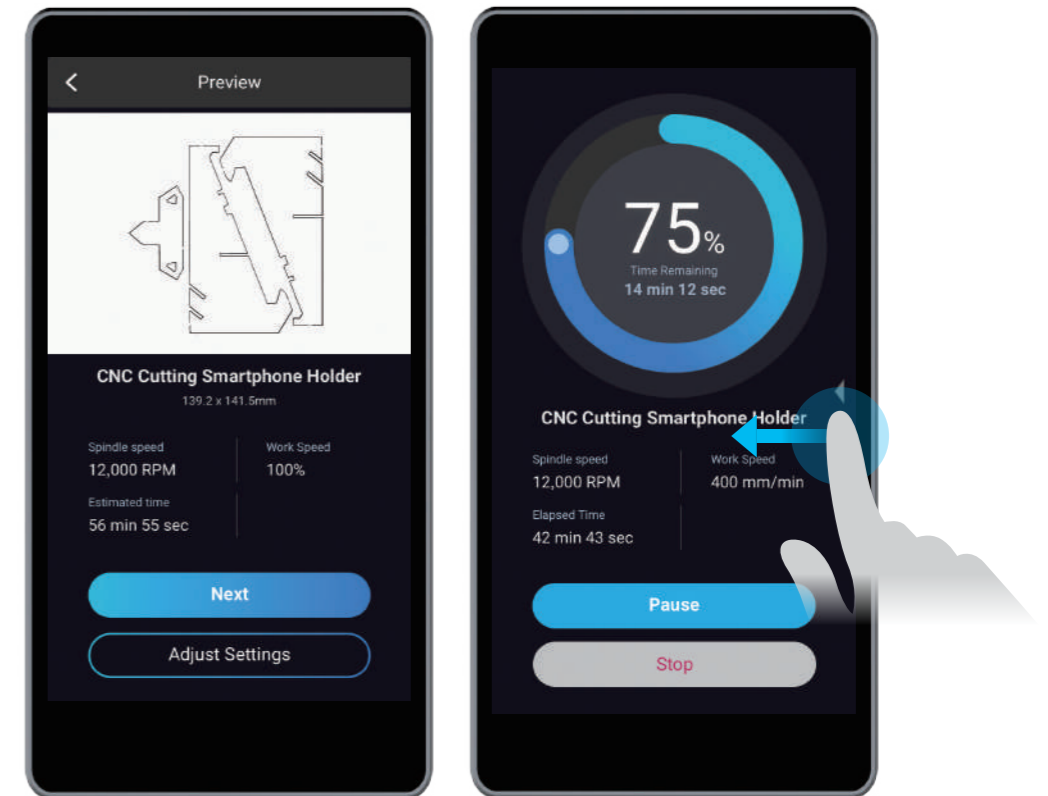 Preview
CNC Cutting Smartphone Holder
139.2 x 141.5mm
Spindle speed
12,000 RPM
Work Speed
100%
Estimated time
56 min 55 sec
Next
Adjust Settings
75%
Time Remaining
14 min 12 sec
CNC Cutting Smartphone Holder
Spindle speed
12,000 RPM
Work Speed
400 mm/min
Elapsed Time
42 min 43 sec
Pause
Stop